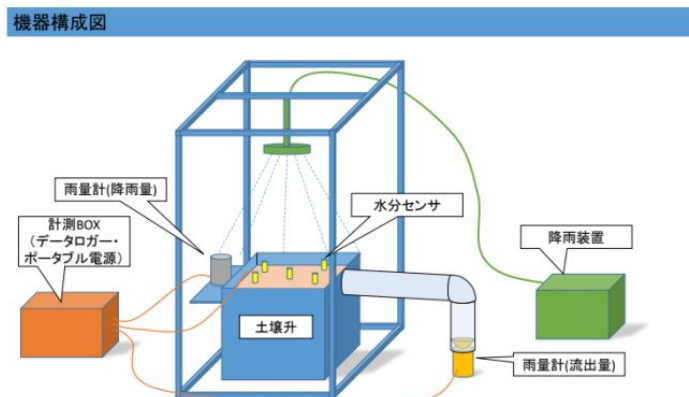 機器構成図
雨量計(降雨量)
計測BOX
(データロガー・
ポータブル電源)
水分センサ
降雨装置
土壌升
雨量計(流出量)